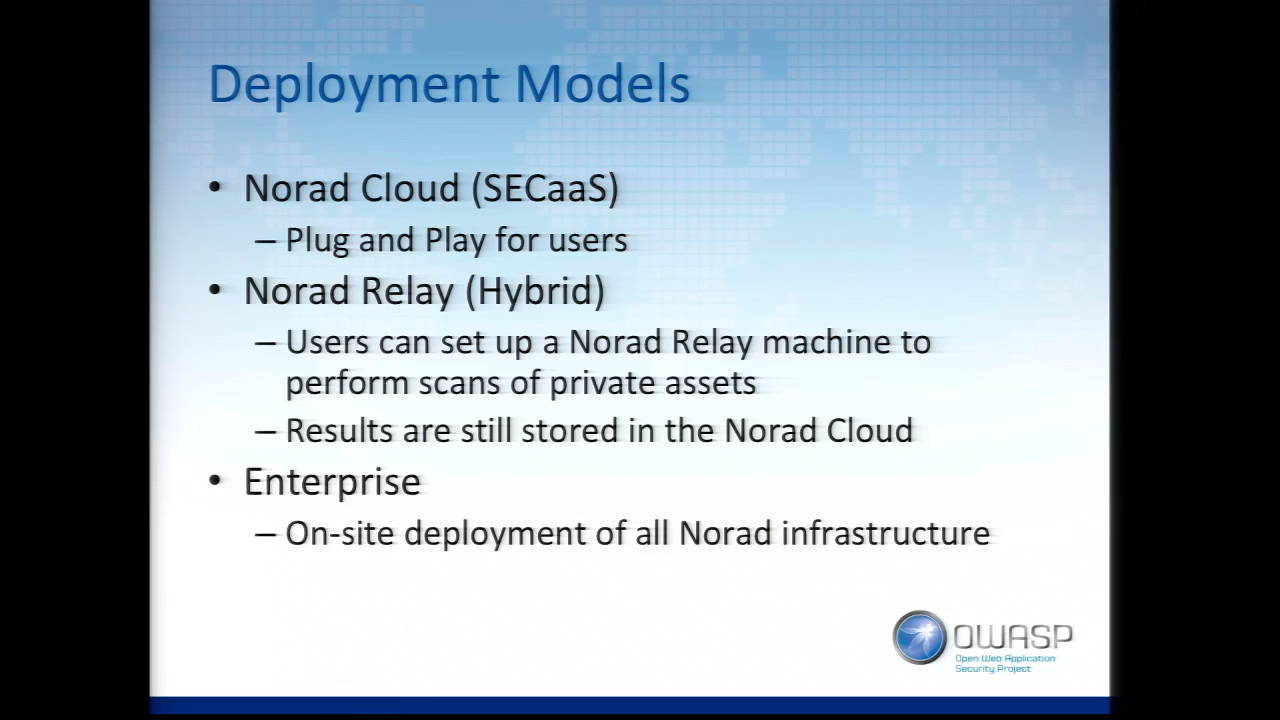 Deployment Models
• Norad Cloud (SECaaS)
– Plug and Play for users
• Norad Relay (Hybrid)
– Users can set up a Norad Relay machine to
perform scans of private assets
– Results are still stored in the Norad Cloud
• Enterprise
– On-site deployment of all Norad infrastructure
OWASP
Open Web Application
Security Project